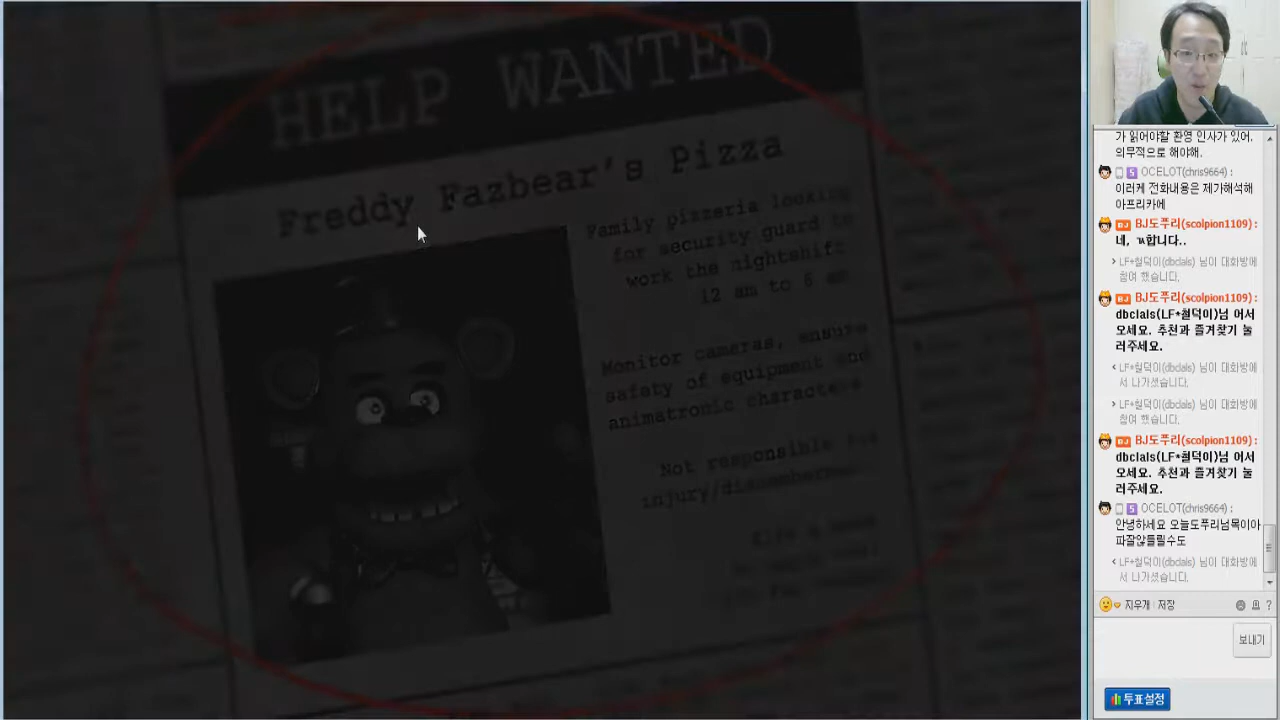 HELP WANTED
Freddy Fazbear's Pizza
Family pizzeria looking
for security guard to
work the nightshift
12 am to 6 am
Monitor cameras, ensure
safety of equipment and
animatronic characters
Not responsible for
injury/dismemberment
가 읽어야할 환영 인사가 있어.
의무적으로 해야해.
OCELOT(chris9664) :
이러케 전화내용은 제가해석해
아프리카에
BJ도푸리(scolpion1109) :
네, ㄳ합니다..
LF*철덕이(dbclals) 님이 대화방에
참여 했습니다.
BJ도푸리(scolpion1109) :
dbclals(LF*철덕이)님 어서
오세요. 추천과 즐겨찾기 눌
러주세요.
LF*철덕이(dbclals) 님이 대화방에
서 나가셨습니다.
LF*철덕이(dbclals) 님이 대화방에
참여 했습니다.
BJ도푸리(scolpion1109) :
dbclals(LF*철덕이)님 어서
오세요. 추천과 즐겨찾기 눌
러주세요.
OCELOT(chris9664) :
안녕하세요 오늘도푸리님목이아
파잘안들릴수도
LF*철덕이(dbclals) 님이 대화방에
서 나가셨습니다.
지우개 저장
보내기
투표설정